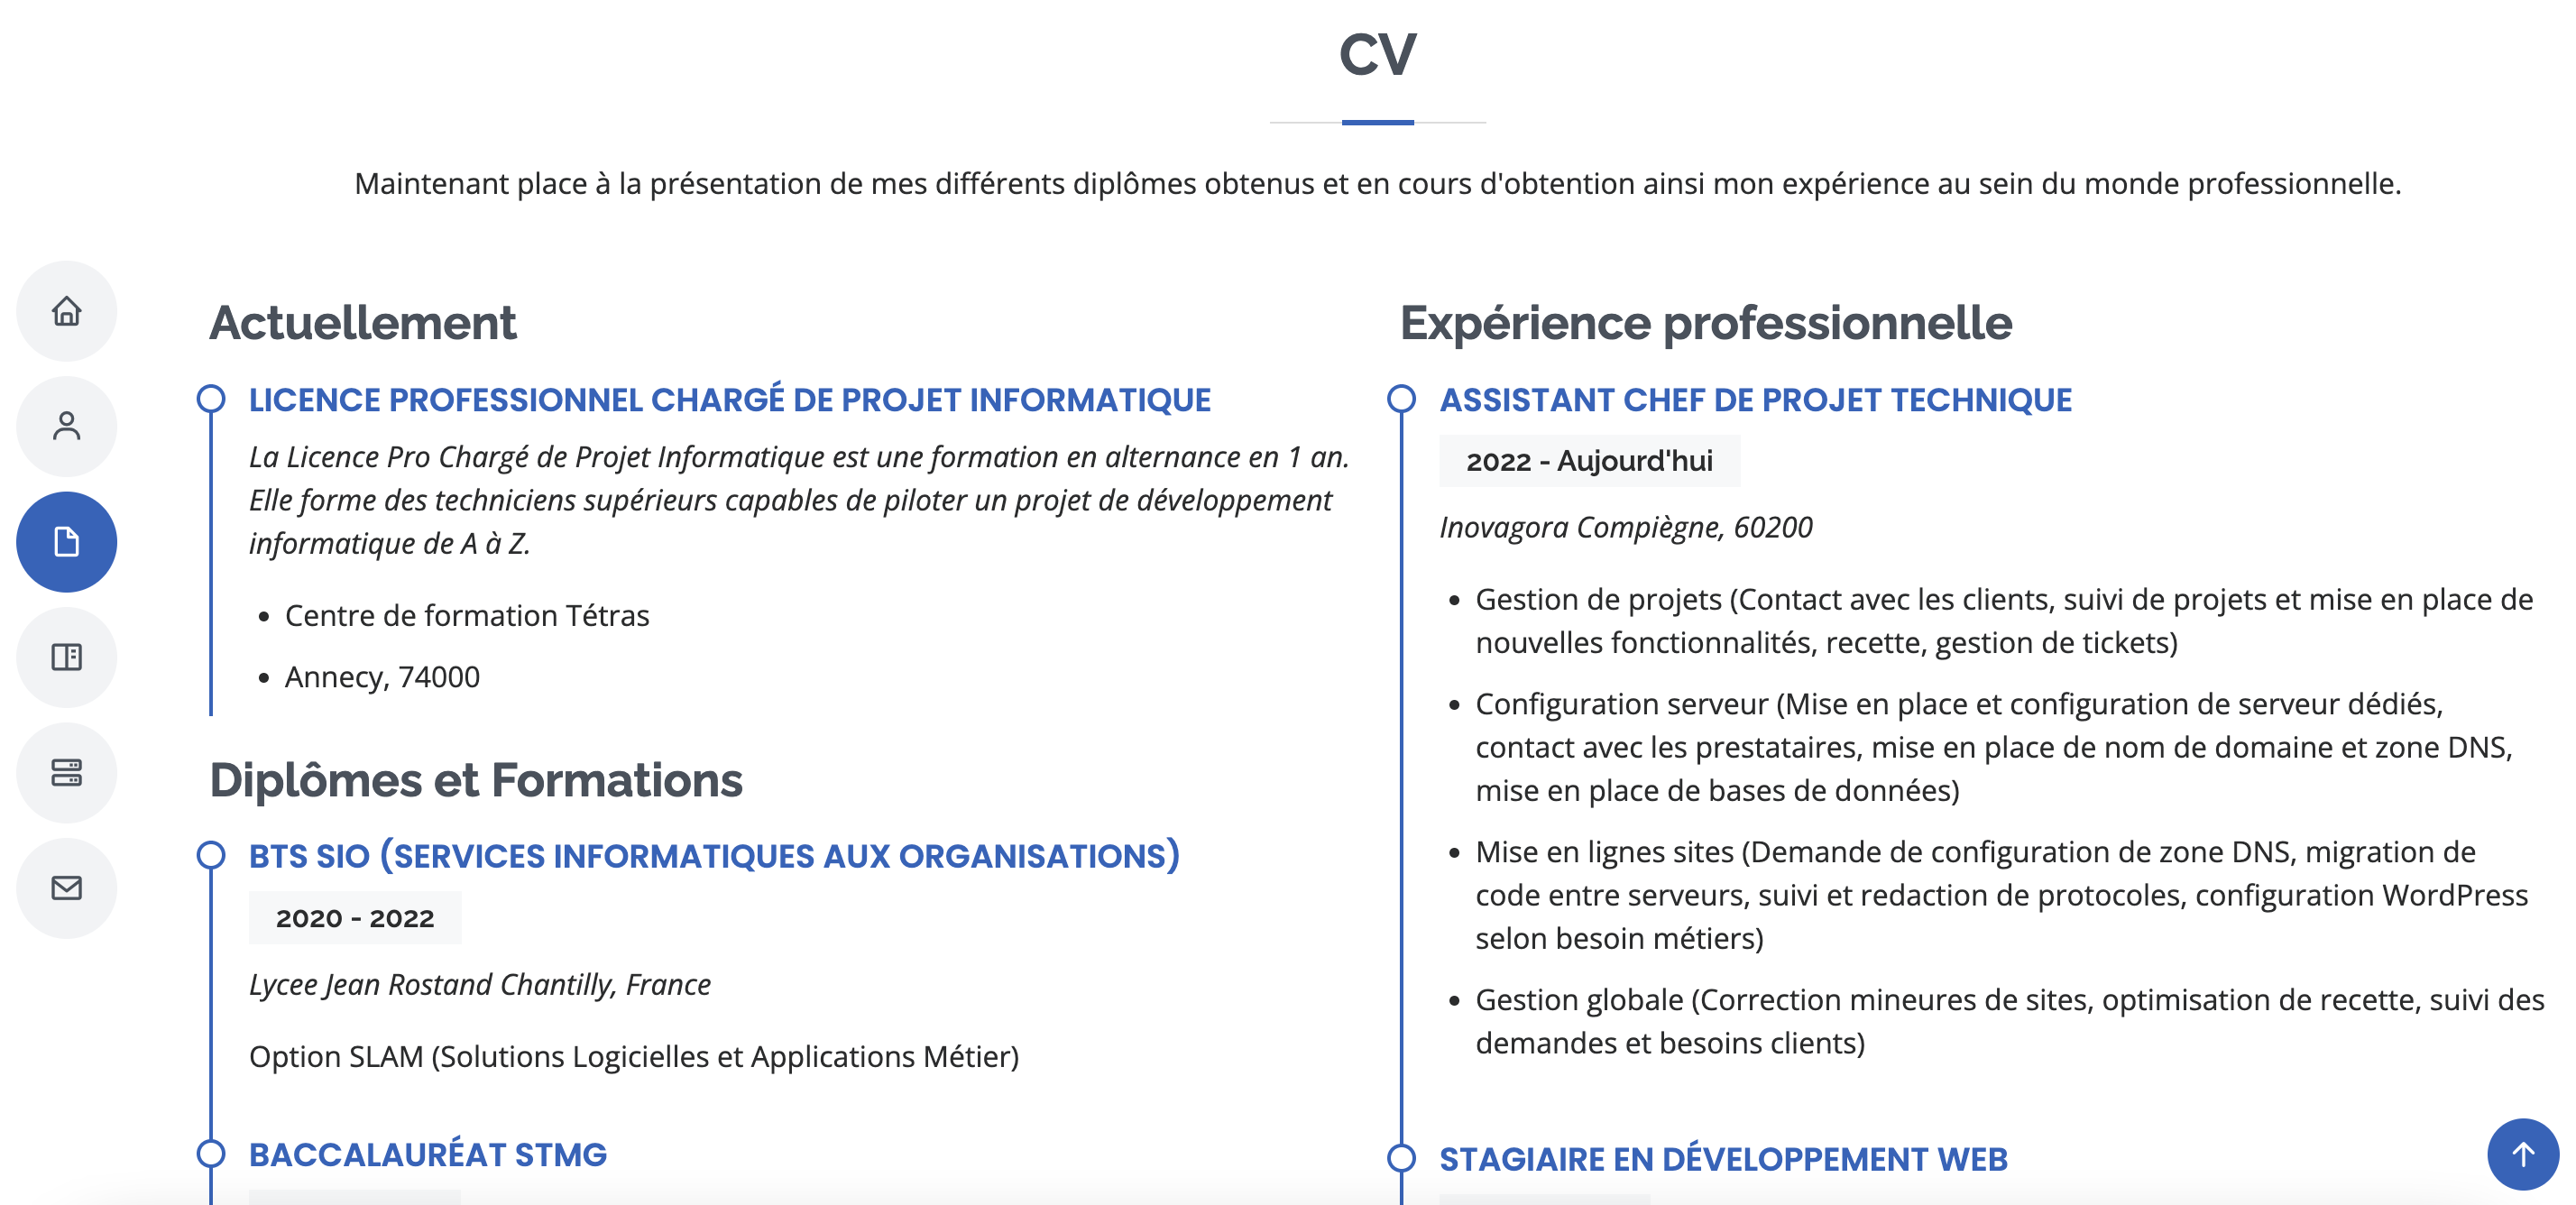 CV
Maintenant place à la présentation de mes différents diplômes obtenus et en cours d'obtention ainsi mon expérience au sein du monde professionnelle.
Actuellement
LICENCE PROFESSIONNEL CHARGÉ DE PROJET INFORMATIQUE
La Licence Pro Chargé de Projet Informatique est une formation en alternance en 1 an.
Elle forme des techniciens supérieurs capables de piloter un projet de développement
informatique de A à Z.
• Centre de formation Tétras
• Annecy, 74000
Diplômes et Formations
BTS SIO (SERVICES INFORMATIQUES AUX ORGANISATIONS)
2020 - 2022
Lycee Jean Rostand Chantilly, France
Option SLAM (Solutions Logicielles et Applications Métier)
BACCALAURÉAT STMG
Expérience professionnelle
ASSISTANT CHEF DE PROJET TECHNIQUE
2022 - Aujourd'hui
Inovagora Compiègne, 60200
• Gestion de projets (Contact avec les clients, suivi de projets et mise en place de
nouvelles fonctionnalités, recette, gestion de tickets)
• Configuration serveur (Mise en place et configuration de serveur dédiés,
contact avec les prestataires, mise en place de nom de domaine et zone DNS,
mise en place de bases de données)
• Mise en lignes sites (Demande de configuration de zone DNS, migration de
code entre serveurs, suivi et redaction de protocoles, configuration WordPress
selon besoin métiers)
• Gestion globale (Correction mineures de sites, optimisation de recette, suivi des
demandes et besoins clients)
STAGIAIRE EN DÉVELOPPEMENT WEB